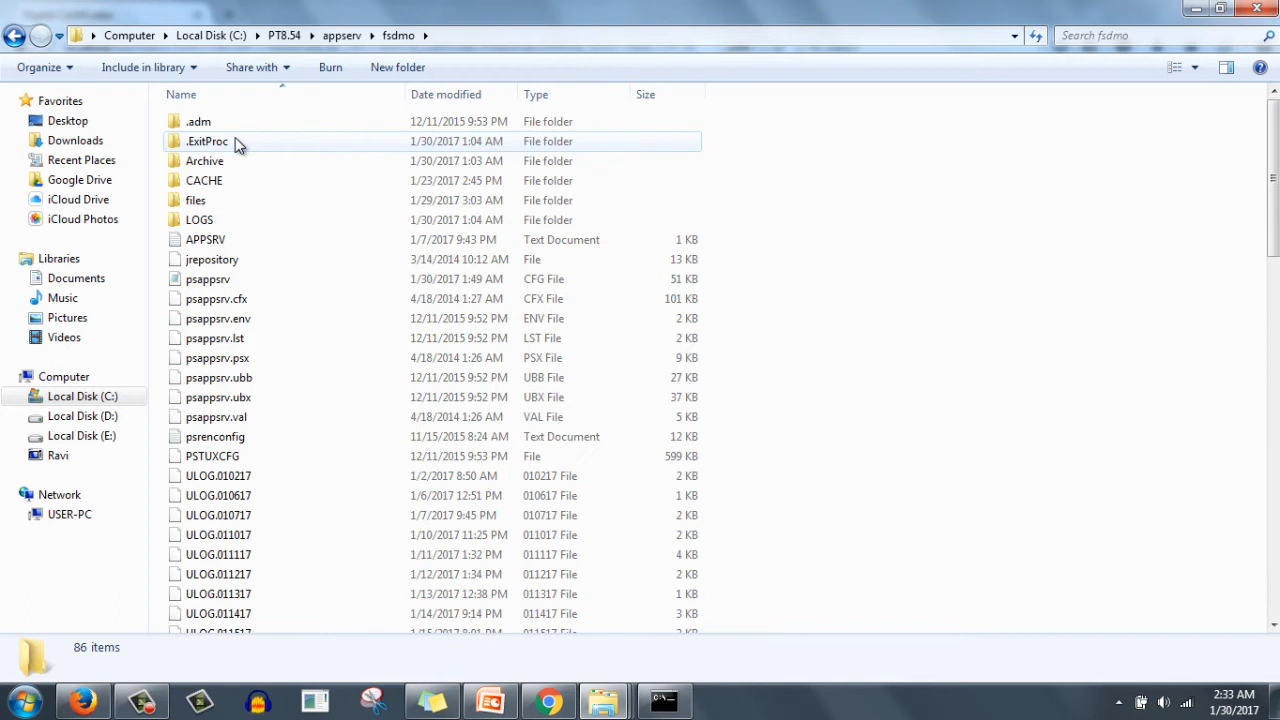 Computer Local Disk (C:) PT8.54 appserv fsdmo Search fsdmo
Organize Include in library Share with Burn New folder
Name Date modified Type Size
Favorites
Desktop
Downloads
Recent Places
Google Drive
iCloud Drive
iCloud Photos
Libraries
Documents
Music
Pictures
Videos
Computer
Local Disk (C:)
Local Disk (D:)
Local Disk (E:)
Ravi
Network
USER-PC
.adm 12/11/2015 9:53 PM File folder
.ExitProc 1/30/2017 1:04 AM File folder
Archive 1/30/2017 1:03 AM File folder
CACHE 1/23/2017 2:45 PM File folder
files 1/29/2017 3:03 AM File folder
LOGS 1/30/2017 1:04 AM File folder
APPSRV 1/7/2017 9:43 PM Text Document 1 KB
jrepository 3/14/2014 10:12 AM File 13 KB
psappsrv 1/30/2017 1:49 AM CFG File 51 KB
psappsrv.cfx 4/18/2014 1:27 AM CFX File 101 KB
psappsrv.env 12/11/2015 9:52 PM ENV File 2 KB
psappsrv.lst 12/11/2015 9:52 PM LST File 2 KB
psappsrv.psx 4/18/2014 1:26 AM PSX File 9 KB
psappsrv.ubb 12/11/2015 9:52 PM UBB File 27 KB
psappsrv.ubx 12/11/2015 9:52 PM UBX File 37 KB
psappsrv.val 4/18/2014 1:26 AM VAL File 5 KB
psrenconfig 11/15/2015 8:24 AM Text Document 12 KB
PSTUXCFG 12/11/2015 9:53 PM File 599 KB
ULOG.010217 1/2/2017 8:50 AM 010217 File 2 KB
ULOG.010617 1/6/2017 12:51 PM 010617 File 1 KB
ULOG.010717 1/7/2017 9:45 PM 010717 File 2 KB
ULOG.011017 1/10/2017 11:25 PM 011017 File 2 KB
ULOG.011117 1/11/2017 1:32 PM 011117 File 4 KB
ULOG.011217 1/12/2017 1:34 PM 011217 File 2 KB
ULOG.011317 1/13/2017 12:38 PM 011317 File 1 KB
ULOG.011417 1/14/2017 9:14 PM 011417 File 3 KB
ULOG.011517 1/15/2017 8:01 PM 011517 File
86 items
2:33 AM
1/30/2017